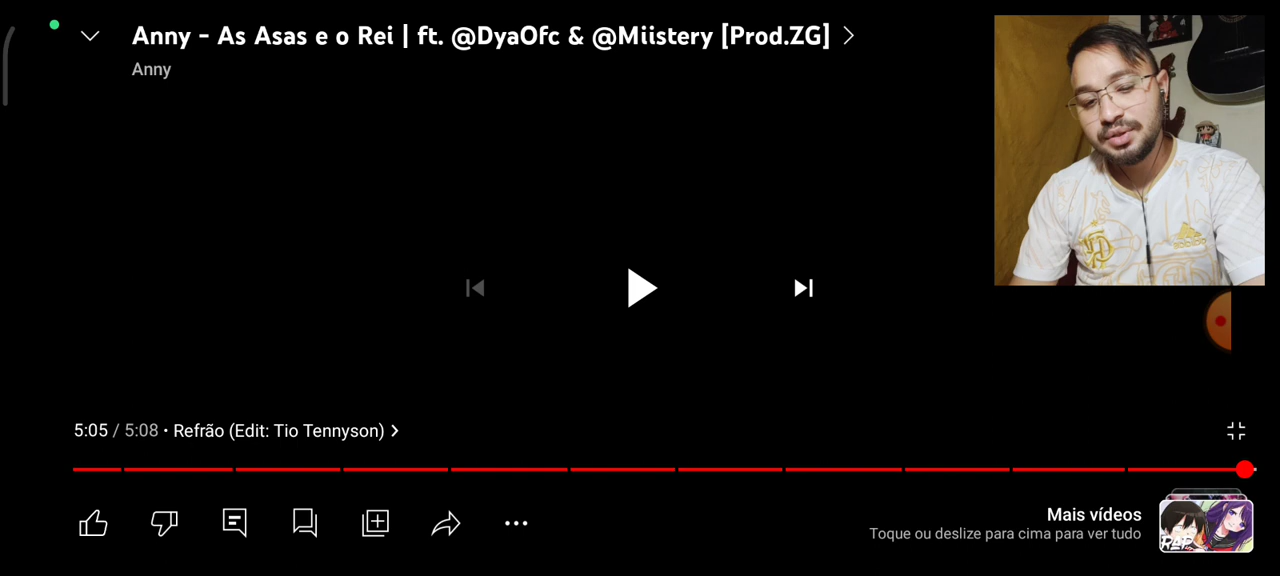 Anny - As Asas e o Rei | ft. @DyaOfc & @Miistery [Prod.ZG]
Anny
5:05 / 5:08 • Refrão (Edit: Tio Tennyson)
Mais vídeos
Toque ou deslize para cima para ver tudo
RAP